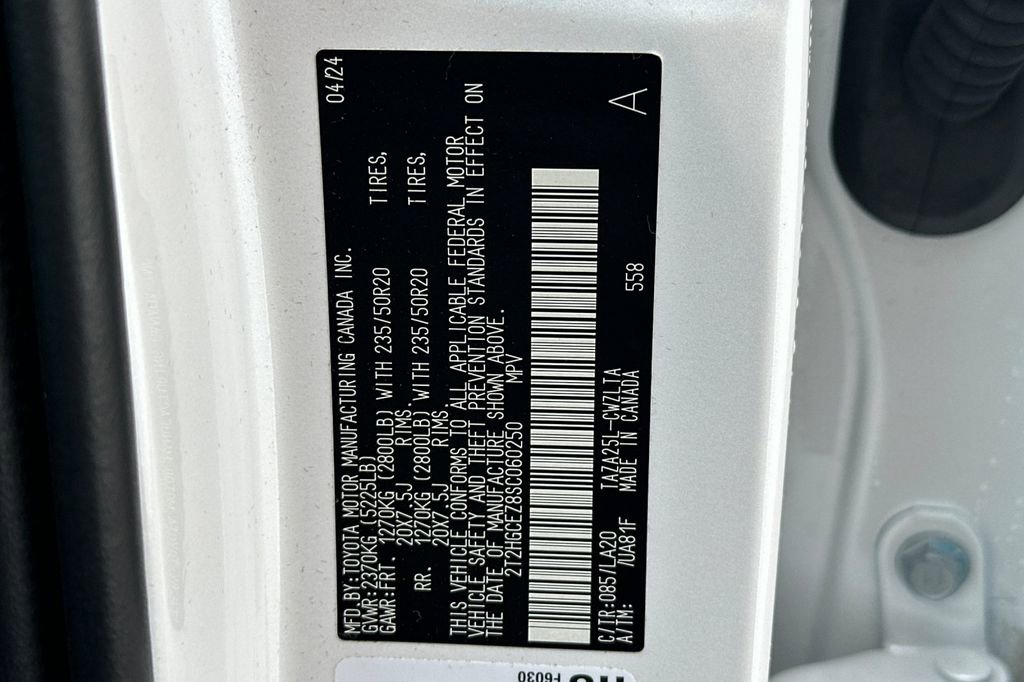 MFD.BY:TOYOTA MOTOR MANUFACTURING CANADA INC. 04/24
GVWR:2370KG (5225LB)
GAWR:FRT. 1270KG (2800LB) WITH 235/50R20 TIRES,
20X7.5J RIMS.
RR. 1270KG (2800LB) WITH 235/50R20 TIRES,
20X7.5J RIMS.
THIS VEHICLE CONFORMS TO ALL APPLICABLE FEDERAL MOTOR
VEHICLE SAFETY AND THEFT PREVENTION STANDARDS IN EFFECT ON
THE DATE OF MANUFACTURE SHOWN ABOVE.
2T2HGCEZ8SC060250 MPV
C/TR:0857LA20 TAZA25L-CWZLTA 558 A
A/TM: /UA81F MADE IN CANADA
F6030